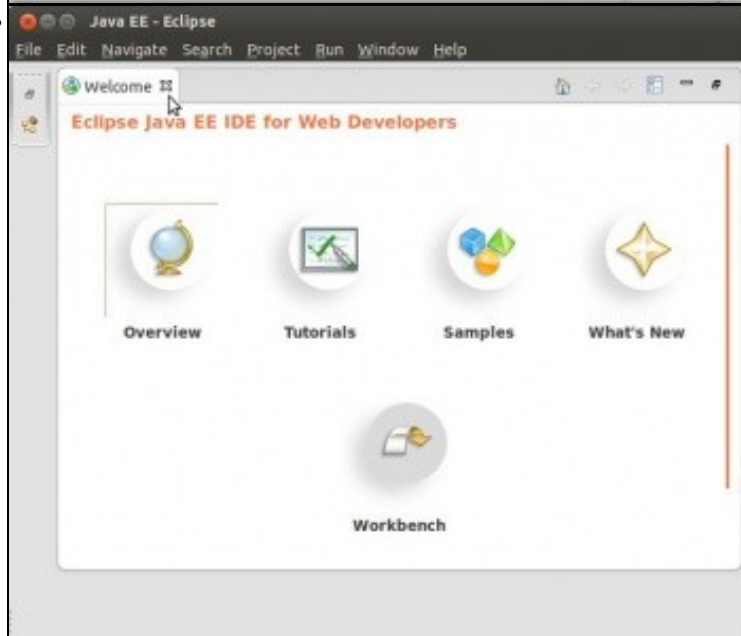 Java EE - Eclipse
File Edit Navigate Search Project Run Window Help
Welcome
Eclipse Java EE IDE for Web Developers
Overview Tutorials Samples What's New
Workbench